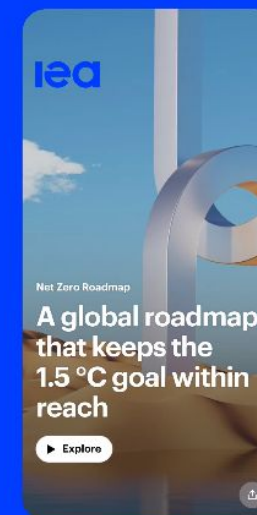 iea
Net Zero Roadmap
A global roadmap
that keeps the
1.5 °C goal within
reach
Explore